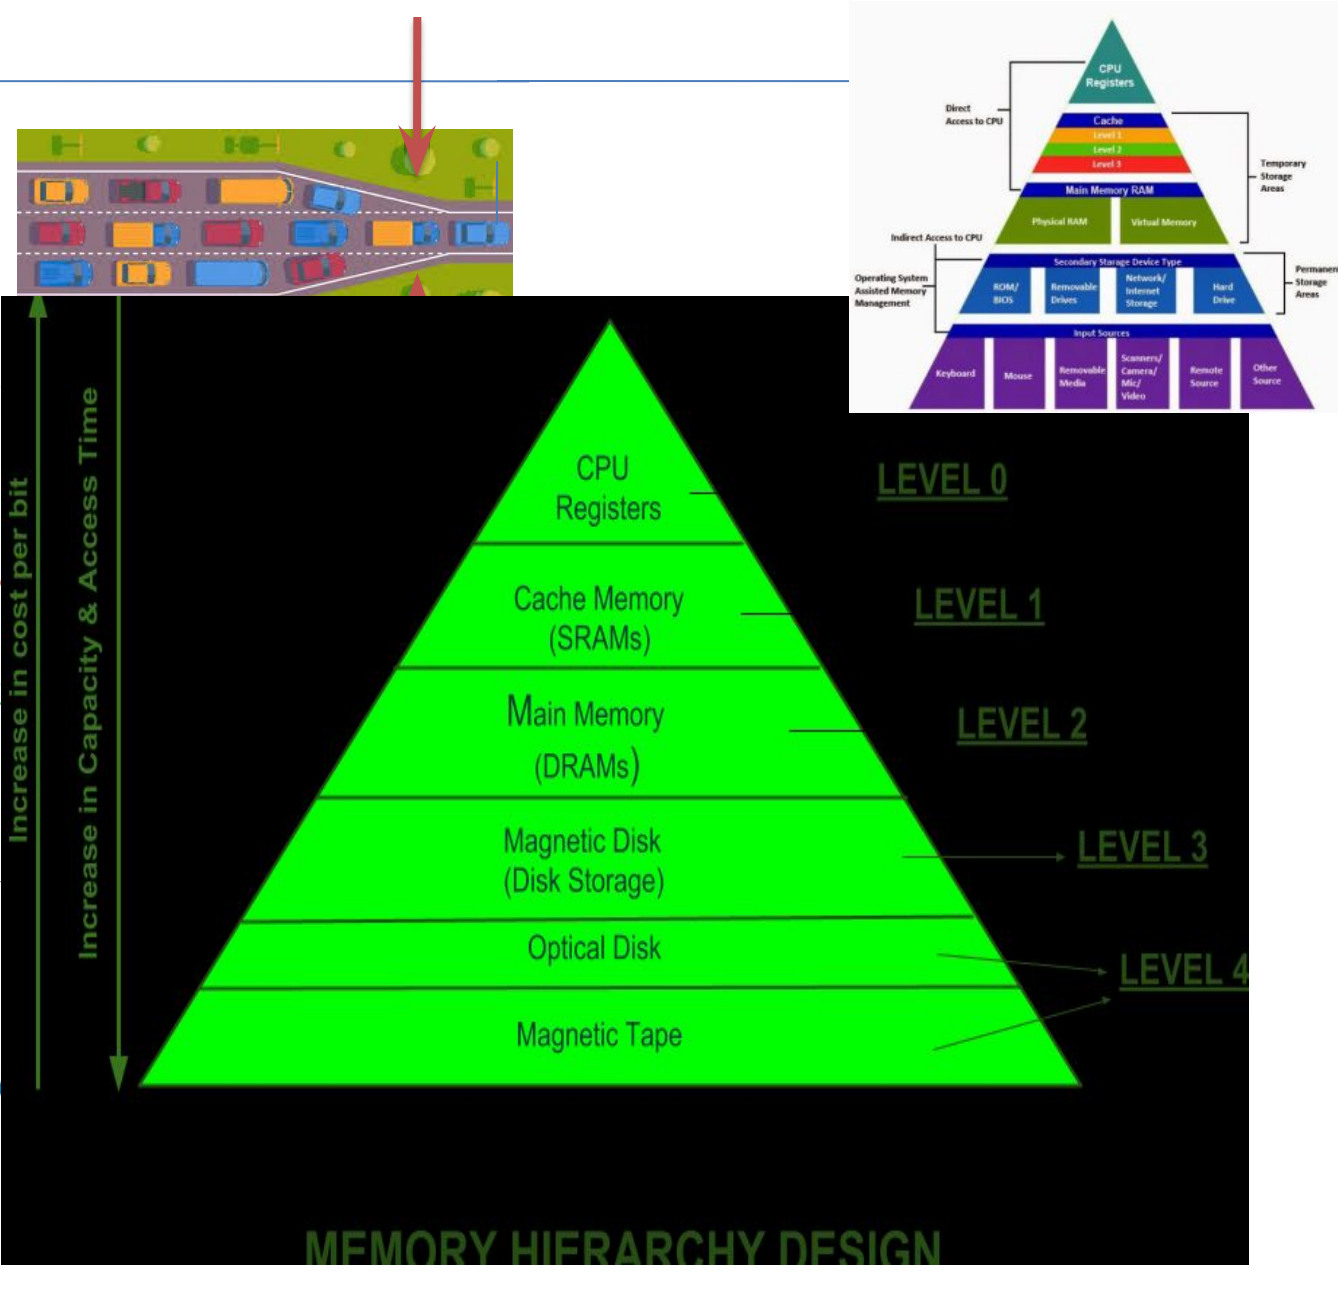 CPU
Registers
Direct
Access to CPU
Cache
Level 1
Level 2
Level 3
Temporary
Storage
Areas
Main Memory RAM
Physical RAM
Virtual Memory
Indirect Access to CPU
Secondary Storage Device Type
Operating System
Assisted Memory
Management
ROM/
BIOS
Removable
Drives
Network/
Internet
Storage
Hard
Drive
Permanen
Storage
Areas
Input Sources
Keyboard
Mouse
Removable
Media
Scanners/
Camera/
Mic/
Video
Remote
Source
Other
Source
Increase in cost per bit
Increase in Capacity & Access Time
CPU
Registers
LEVEL 0
Cache Memory
(SRAMs)
LEVEL 1
Main Memory
(DRAMs)
LEVEL 2
Magnetic Disk
(Disk Storage)
LEVEL 3
Optical Disk
LEVEL 4
Magnetic Tape
MEMORY HIERARCHY DESIGN